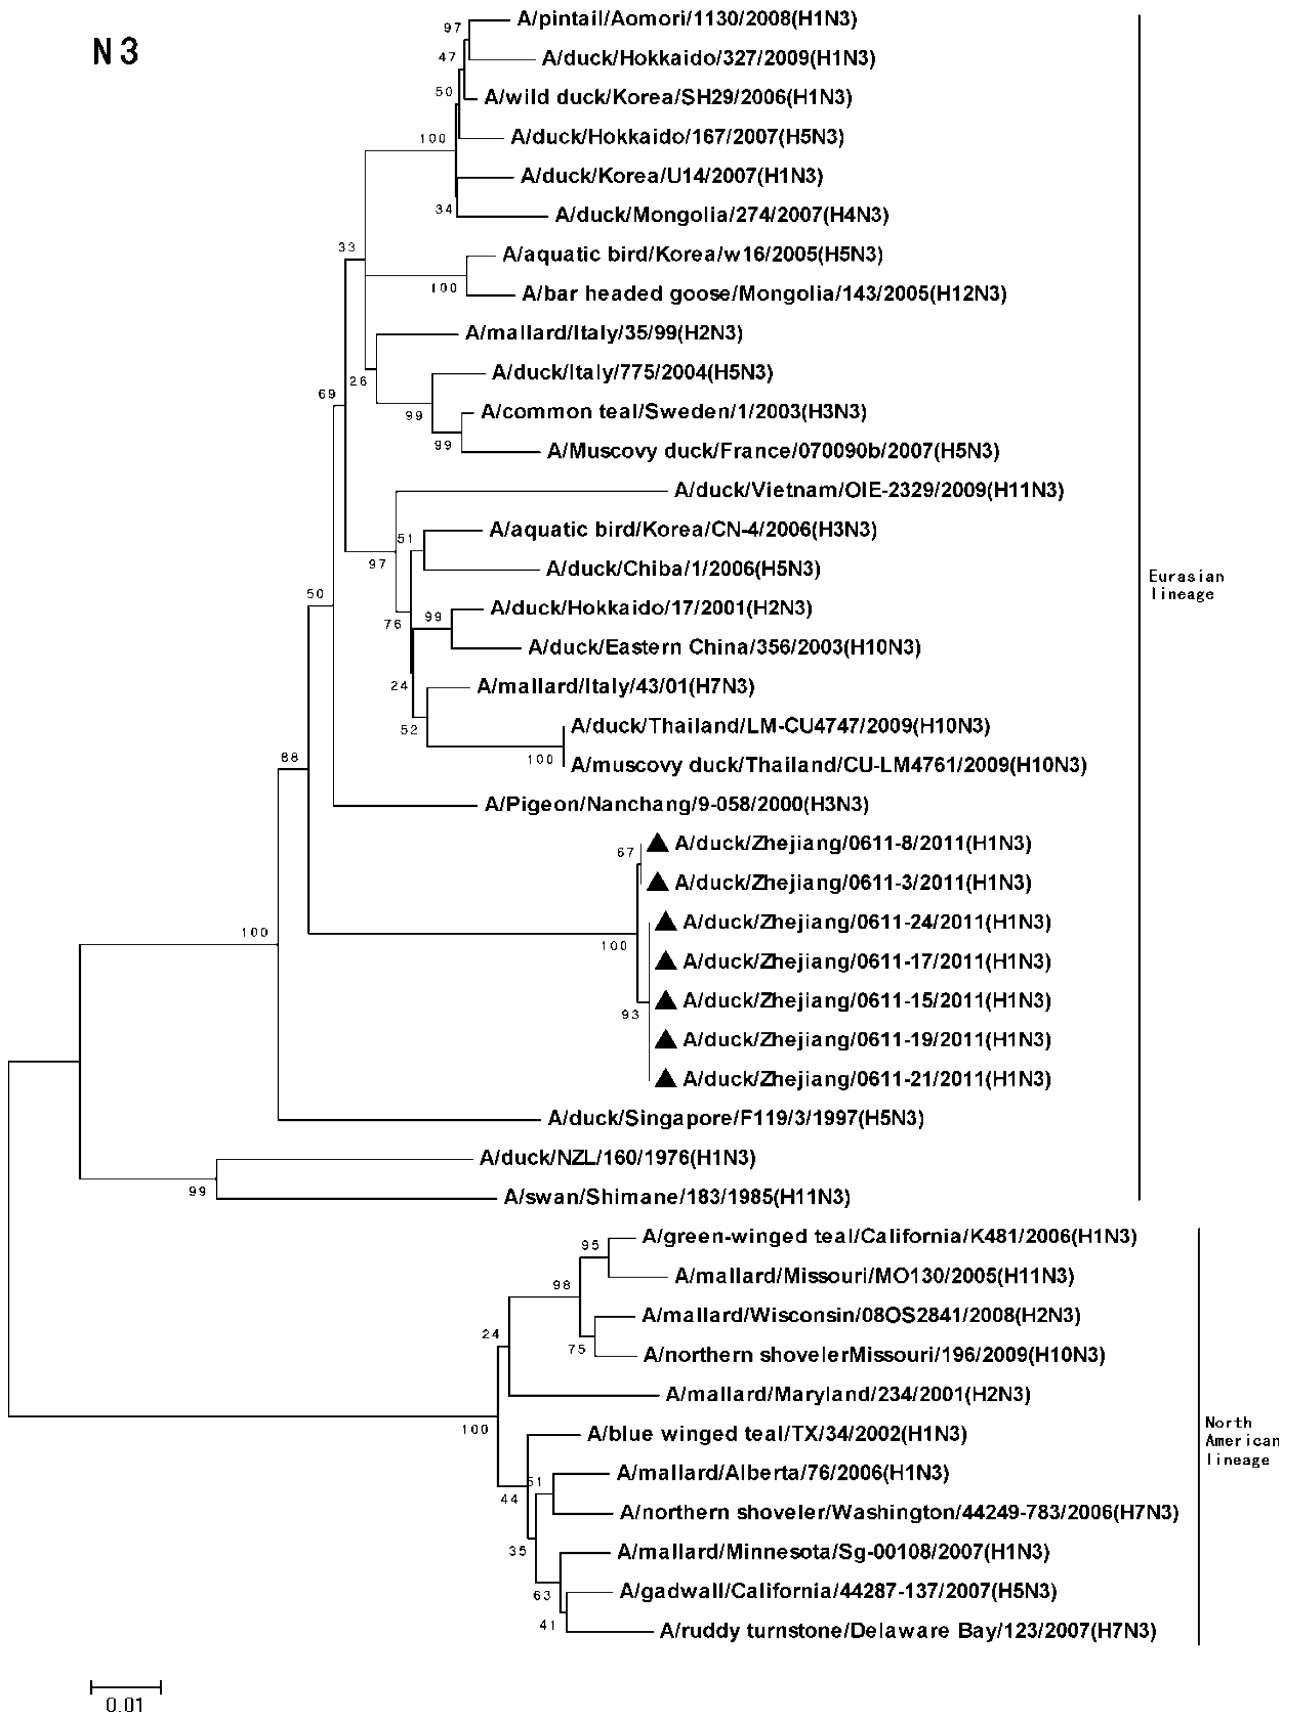 N3
97
A/pintail/Aomori/1130/2008(H1N3)
47
A/duck/Hokkaido/327/2009(H1N3)
50
A/wild duck/Korea/SH29/2006(H1N3)
100
A/duck/Hokkaido/167/2007(H5N3)
A/duck/Korea/U14/2007(H1N3)
34
A/duck/Mongolia/274/2007(H4N3)
33
A/aquatic bird/Korea/w16/2005(H5N3)
100
A/bar headed goose/Mongolia/143/2005(H12N3)
A/mallard/Italy/35/99(H2N3)
69
26
A/duck/Italy/775/2004(H5N3)
99
A/common teal/Sweden/1/2003(H3N3)
99
A/Muscovy duck/France/070090b/2007(H5N3)
A/duck/Vietnam/OIE-2329/2009(H11N3)
51
A/aquatic bird/Korea/CN-4/2006(H3N3)
97
A/duck/Chiba/1/2006(H5N3)
Eurasian
lineage
50
76
99
A/duck/Hokkaido/17/2001(H2N3)
A/duck/Eastern China/356/2003(H10N3)
24
A/mallard/Italy/43/01(H7N3)
52
A/duck/Thailand/LM-CU4747/2009(H10N3)
88
100
A/muscovy duck/Thailand/CU-LM4761/2009(H10N3)
A/Pigeon/Nanchang/9-058/2000(H3N3)
67
A/duck/Zhejiang/0611-8/2011(H1N3)
A/duck/Zhejiang/0611-3/2011(H1N3)
100
A/duck/Zhejiang/0611-24/2011(H1N3)
100
A/duck/Zhejiang/0611-17/2011(H1N3)
93
A/duck/Zhejiang/0611-15/2011(H1N3)
A/duck/Zhejiang/0611-19/2011(H1N3)
A/duck/Zhejiang/0611-21/2011(H1N3)
A/duck/Singapore/F119/3/1997(H5N3)
A/duck/NZL/160/1976(H1N3)
99
A/swan/Shimane/183/1985(H11N3)
95
A/green-winged teal/California/K481/2006(H1N3)
98
A/mallard/Missouri/MO130/2005(H11N3)
24
A/mallard/Wisconsin/08OS2841/2008(H2N3)
75
A/northern shovelerMissouri/196/2009(H10N3)
A/mallard/Maryland/234/2001(H2N3)
100
A/blue winged teal/TX/34/2002(H1N3)
North
American
lineage
44
51
A/mallard/Alberta/76/2006(H1N3)
A/northern shoveler/Washington/44249-783/2006(H7N3)
35
A/mallard/Minnesota/Sg-00108/2007(H1N3)
63
A/gadwall/California/44287-137/2007(H5N3)
41
A/ruddy turnstone/Delaware Bay/123/2007(H7N3)
0.01